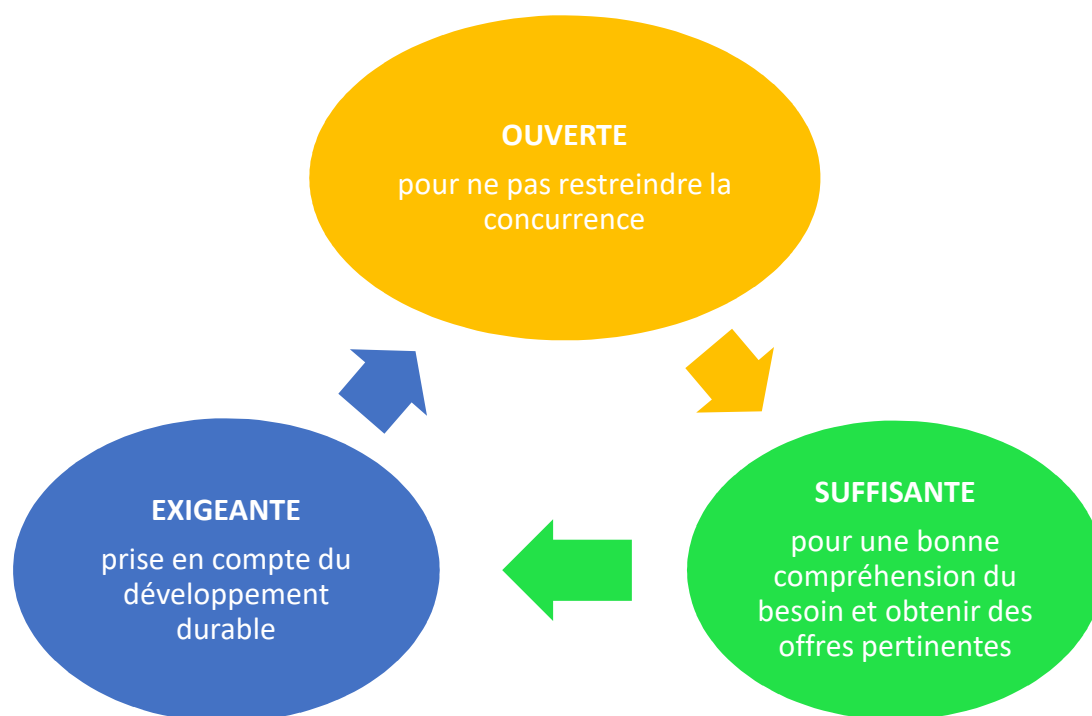 OUVERTE
pour ne pas restreindre la
concurrence
EXIGEANTE
prise en compte du
développement
durable
SUFFISANTE
pour une bonne
compréhension du
besoin et obtenir des
offres pertinentes